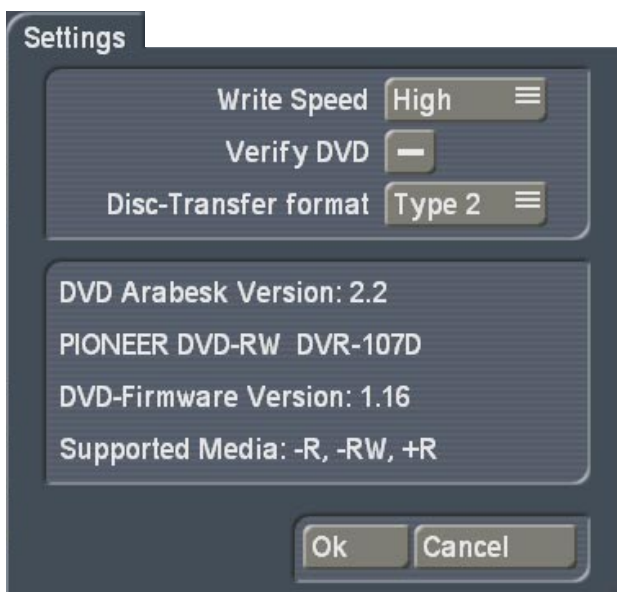 Settings
Write Speed High
Verify DVD
Disc-Transfer format Type 2
DVD Arabesk Version: 2.2
PIONEER DVD-RW DVR-107D
DVD-Firmware Version: 1.16
Supported Media: -R, -RW, +R
Ok Cancel